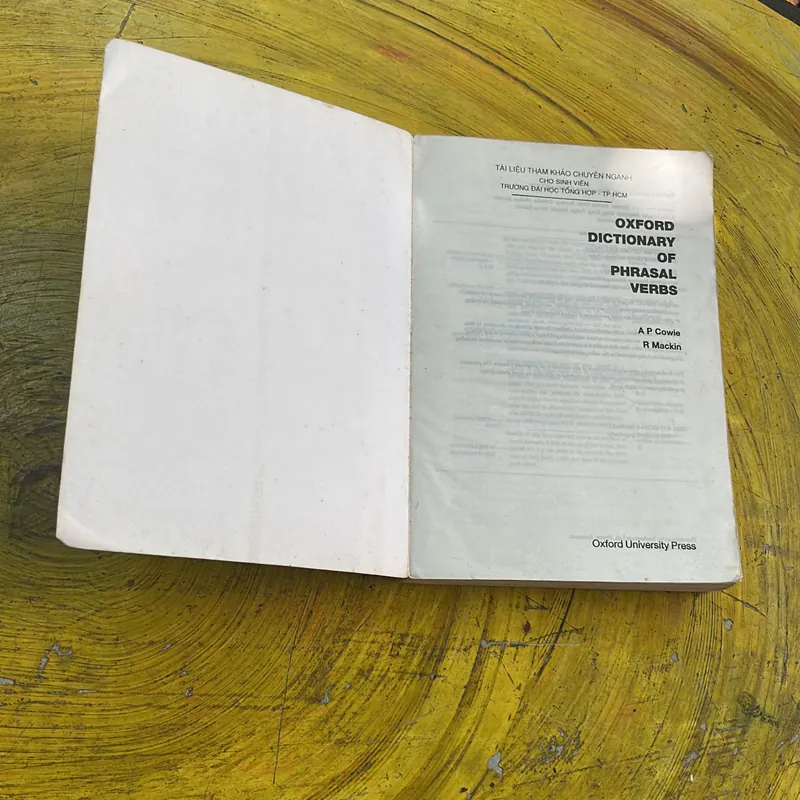 TÀI LIỆU THAM KHẢO CHUYÊN NGÀNH
CHO SINH VIÊN
TRƯỜNG ĐẠI HỌC TỔNG HỢP - TP.HCM
OXFORD
DICTIONARY
OF
PHRASAL
VERBS
A P Cowie
R Mackin
Oxford University Press